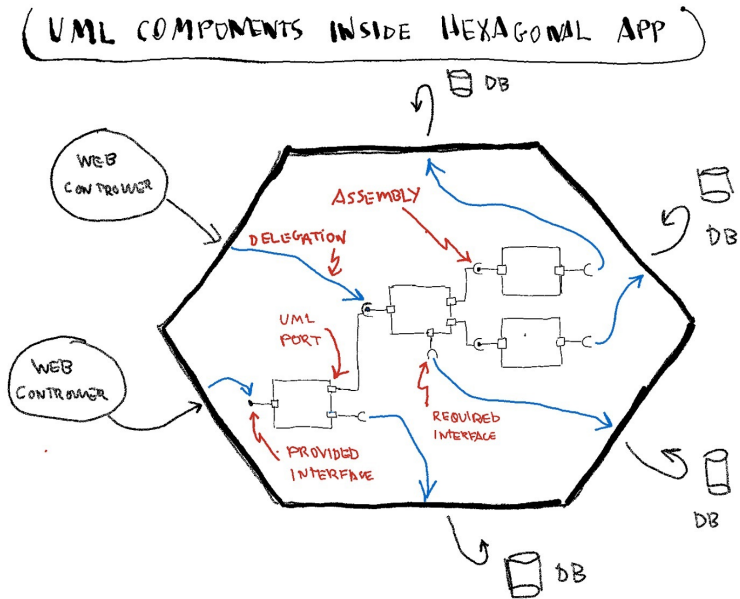 UML COMPONENTS INSIDE HEXAGONAL APP
DB
WEB
CONTROLLER
ASSEMBLY
DB
DELEGATION
UML
PORT
WEB
CONTROLLER
REQUIRED
INTERFACE
PROVIDED
INTERFACE
DB
DB